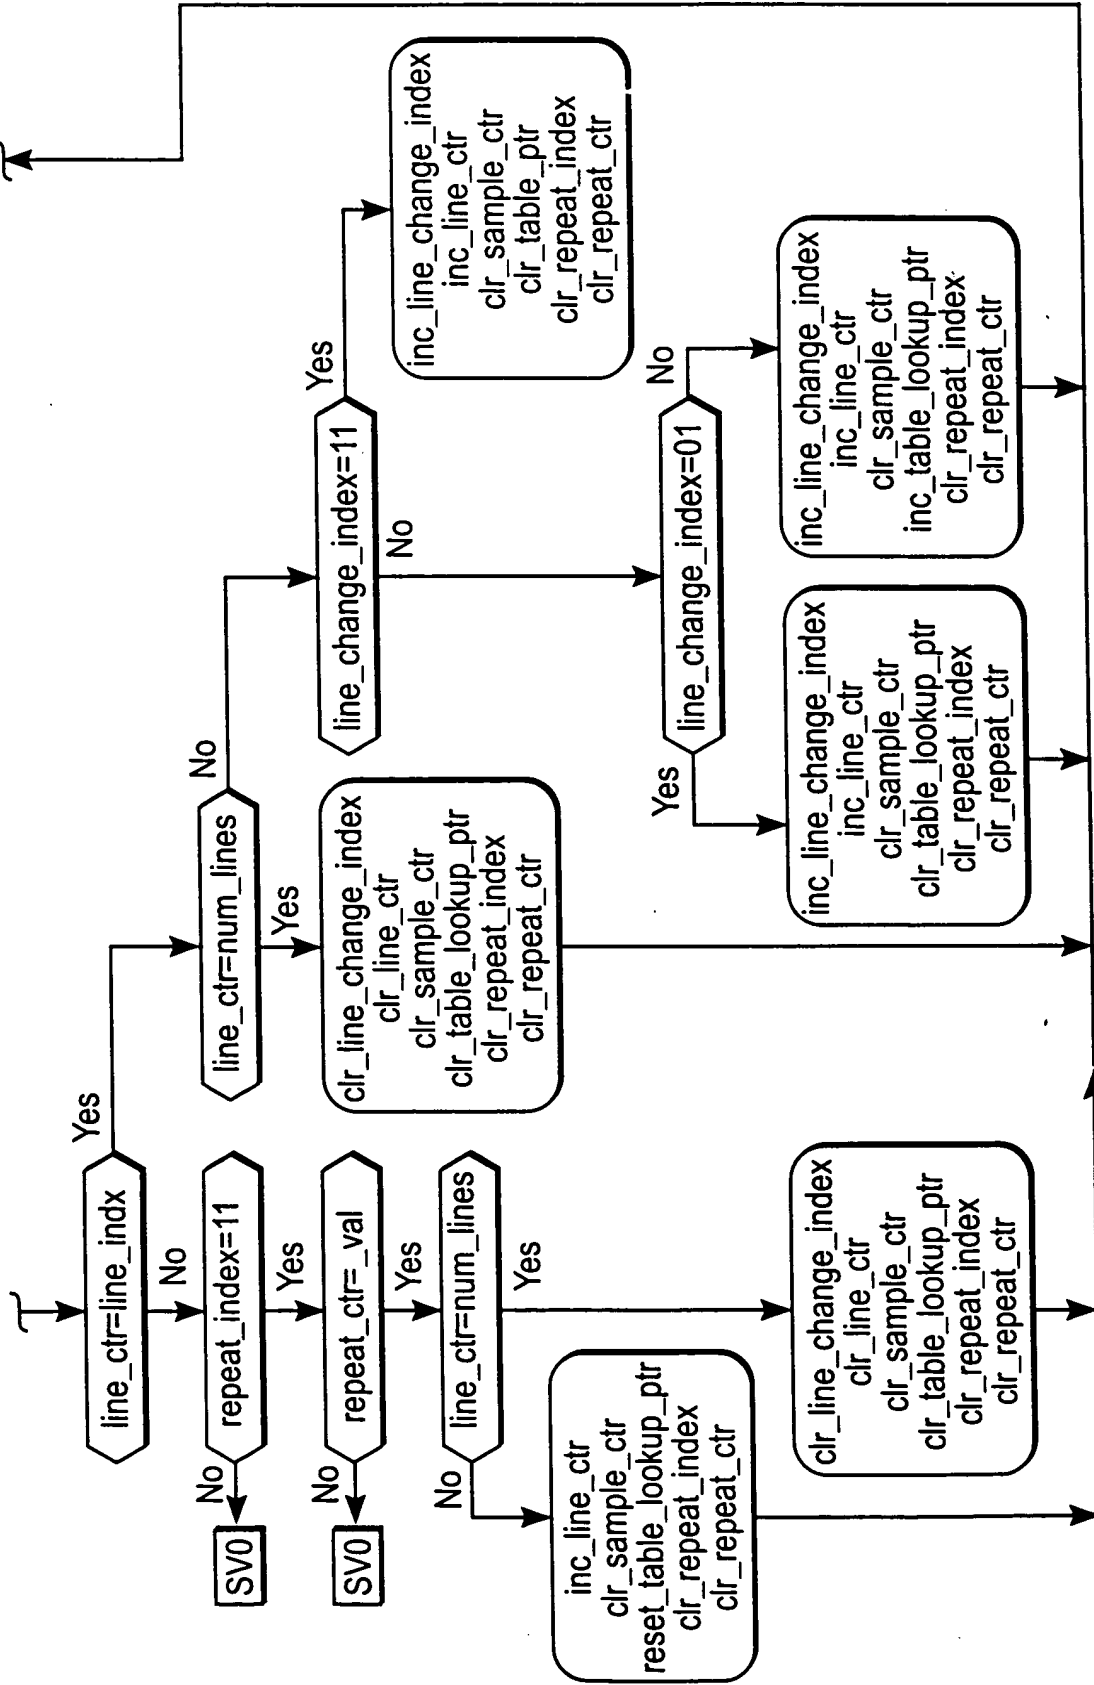 line_ctr=line_indx
Yes
No
repeat_index=11
No
SV0
Yes
repeat_ctr=_val
No
SV0
Yes
line_ctr=num_lines
No
Yes
inc_line_ctr
clr_sample_ctr
reset_table_lookup_ptr
clr_repeat_index
clr_repeat_ctr
clr_line_change_index
clr_line_ctr
clr_sample_ctr
clr_table_lookup_ptr
clr_repeat_index
clr_repeat_ctr
line_ctr=num_lines
No
Yes
clr_line_change_index
clr_line_ctr
clr_sample_ctr
clr_table_lookup_ptr
clr_repeat_index
clr_repeat_ctr
line_change_index=11
Yes
No
inc_line_change_index
inc_line_ctr
clr_sample_ctr
clr_table_ptr
clr_repeat_index
clr_repeat_ctr
line_change_index=01
Yes
No
inc_line_change_index
inc_line_ctr
clr_sample_ctr
clr_table_lookup_ptr
clr_repeat_index
clr_repeat_ctr
inc_line_change_index
inc_line_ctr
clr_sample_ctr
inc_table_lookup_ptr
clr_repeat_index
clr_repeat_ctr